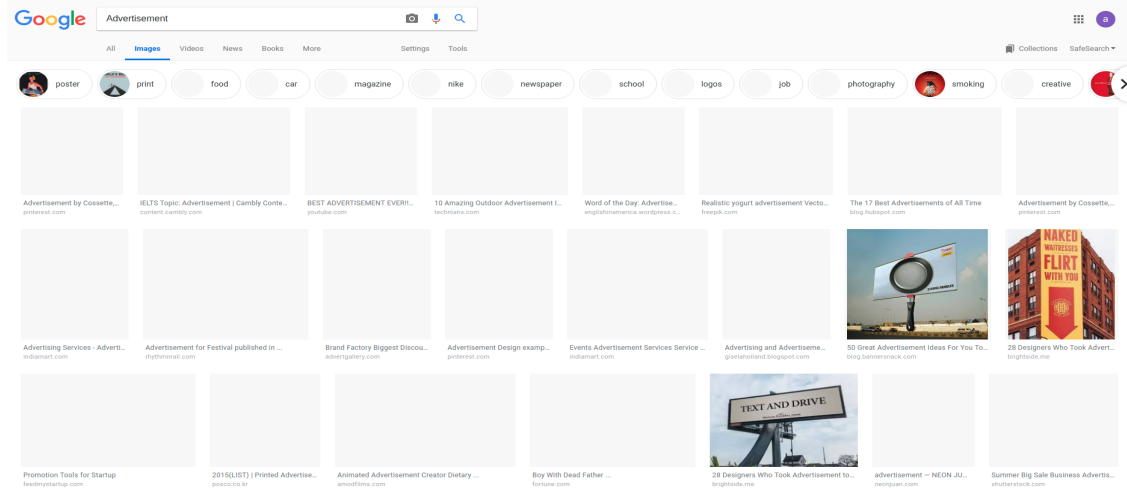 Google
Advertisement
a
All Images Videos News Books More Settings Tools
Collections SafeSearch
poster print food car magazine nike newspaper school logos job photography smoking creative
Advertisement by Cossette,...
pinterest.com
IELTS Topic: Advertisement | Cambly Conte...
content.cambly.com
BEST ADVERTISEMENT EVER!!...
youtube.com
10 Amazing Outdoor Advertisement I...
techmans.com
Word of the Day: Advertise...
englishinamerica.wordpress.c...
Realistic yogurt advertisement Vecto...
freepik.com
The 17 Best Advertisements of All Time
blog.hubspot.com
Advertisement by Cossette,...
pinterest.com
NAKED
WAITRESSES
FLIRT
WITH YOU
Advertising Services - Adverti...
indiamart.com
Advertisement for Festival published in ...
rhythmnrail.com
Brand Factory Biggest Discou...
advertgallery.com
Advertisement Design examp...
pinterest.com
Events Advertisement Services Service ...
indiamart.com
Advertising and Advertiseme...
giselaholland.blogspot.com
50 Great Advertisement Ideas For You To...
blog.bannersnack.com
28 Designers Who Took Advert...
brightside.me
TEXT AND DRIVE
Promotion Tools for Startup
feedmystartup.com
2015(LIST) | Printed Advertise...
posco.co.kr
Animated Advertisement Creator Dietary ...
amodfilms.com
Boy With Dead Father ...
fortune.com
28 Designers Who Took Advertisement to...
brightside.me
advertisement — NEON JU...
neonjuan.com
Summer Big Sale Business Advertis...
shutterstock.com